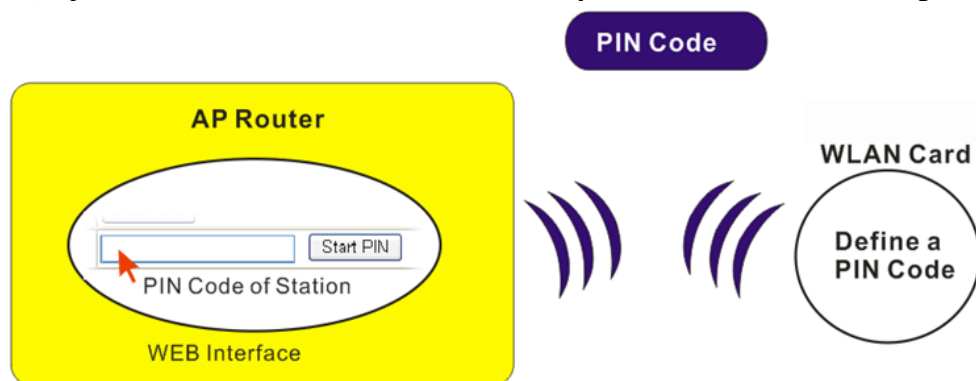 PIN Code
AP Router
WLAN Card
Start PIN
PIN Code of Station
Define a
PIN Code
WEB Interface